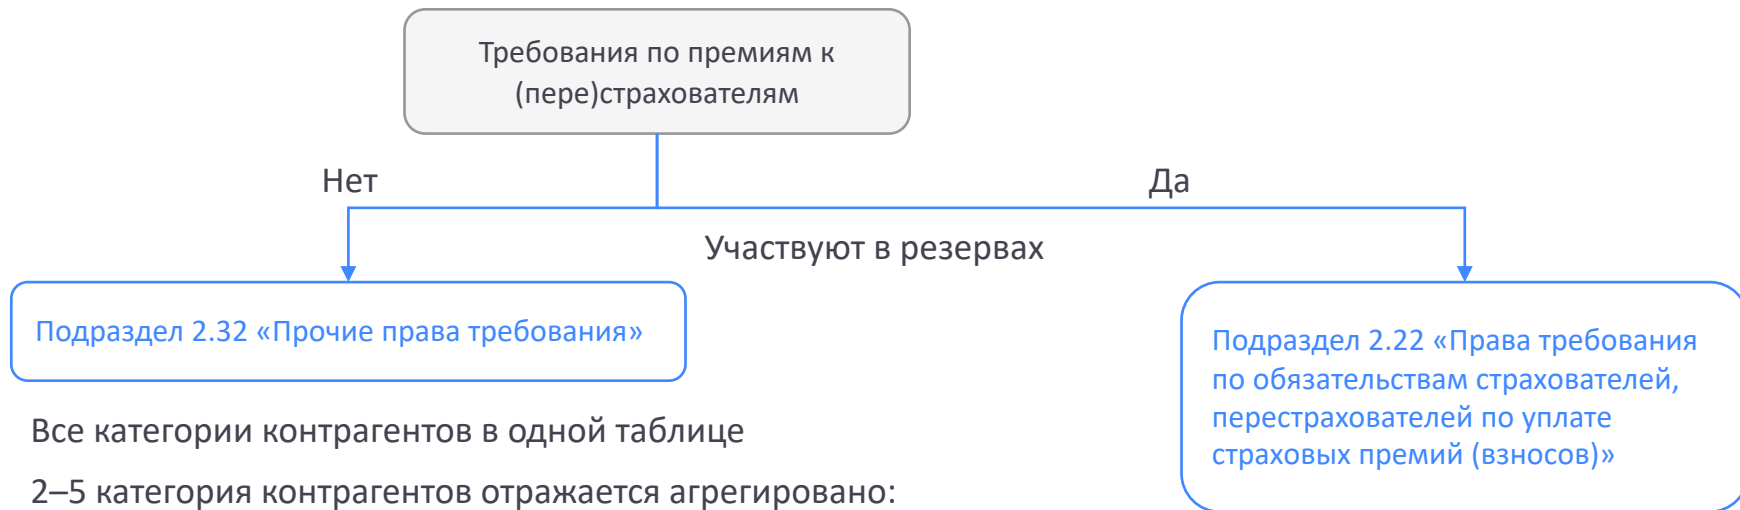 Требования по премиям к
(пере)страхователям
Нет
Да
Участвуют в резервах
Подраздел 2.32 «Прочие права требования»
Подраздел 2.22 «Права требования
по обязательствам страхователей,
перестрахователей по уплате
страховых премий (взносов)»
Все категории контрагентов в одной таблице
2–5 категория контрагентов отражается агрегировано: